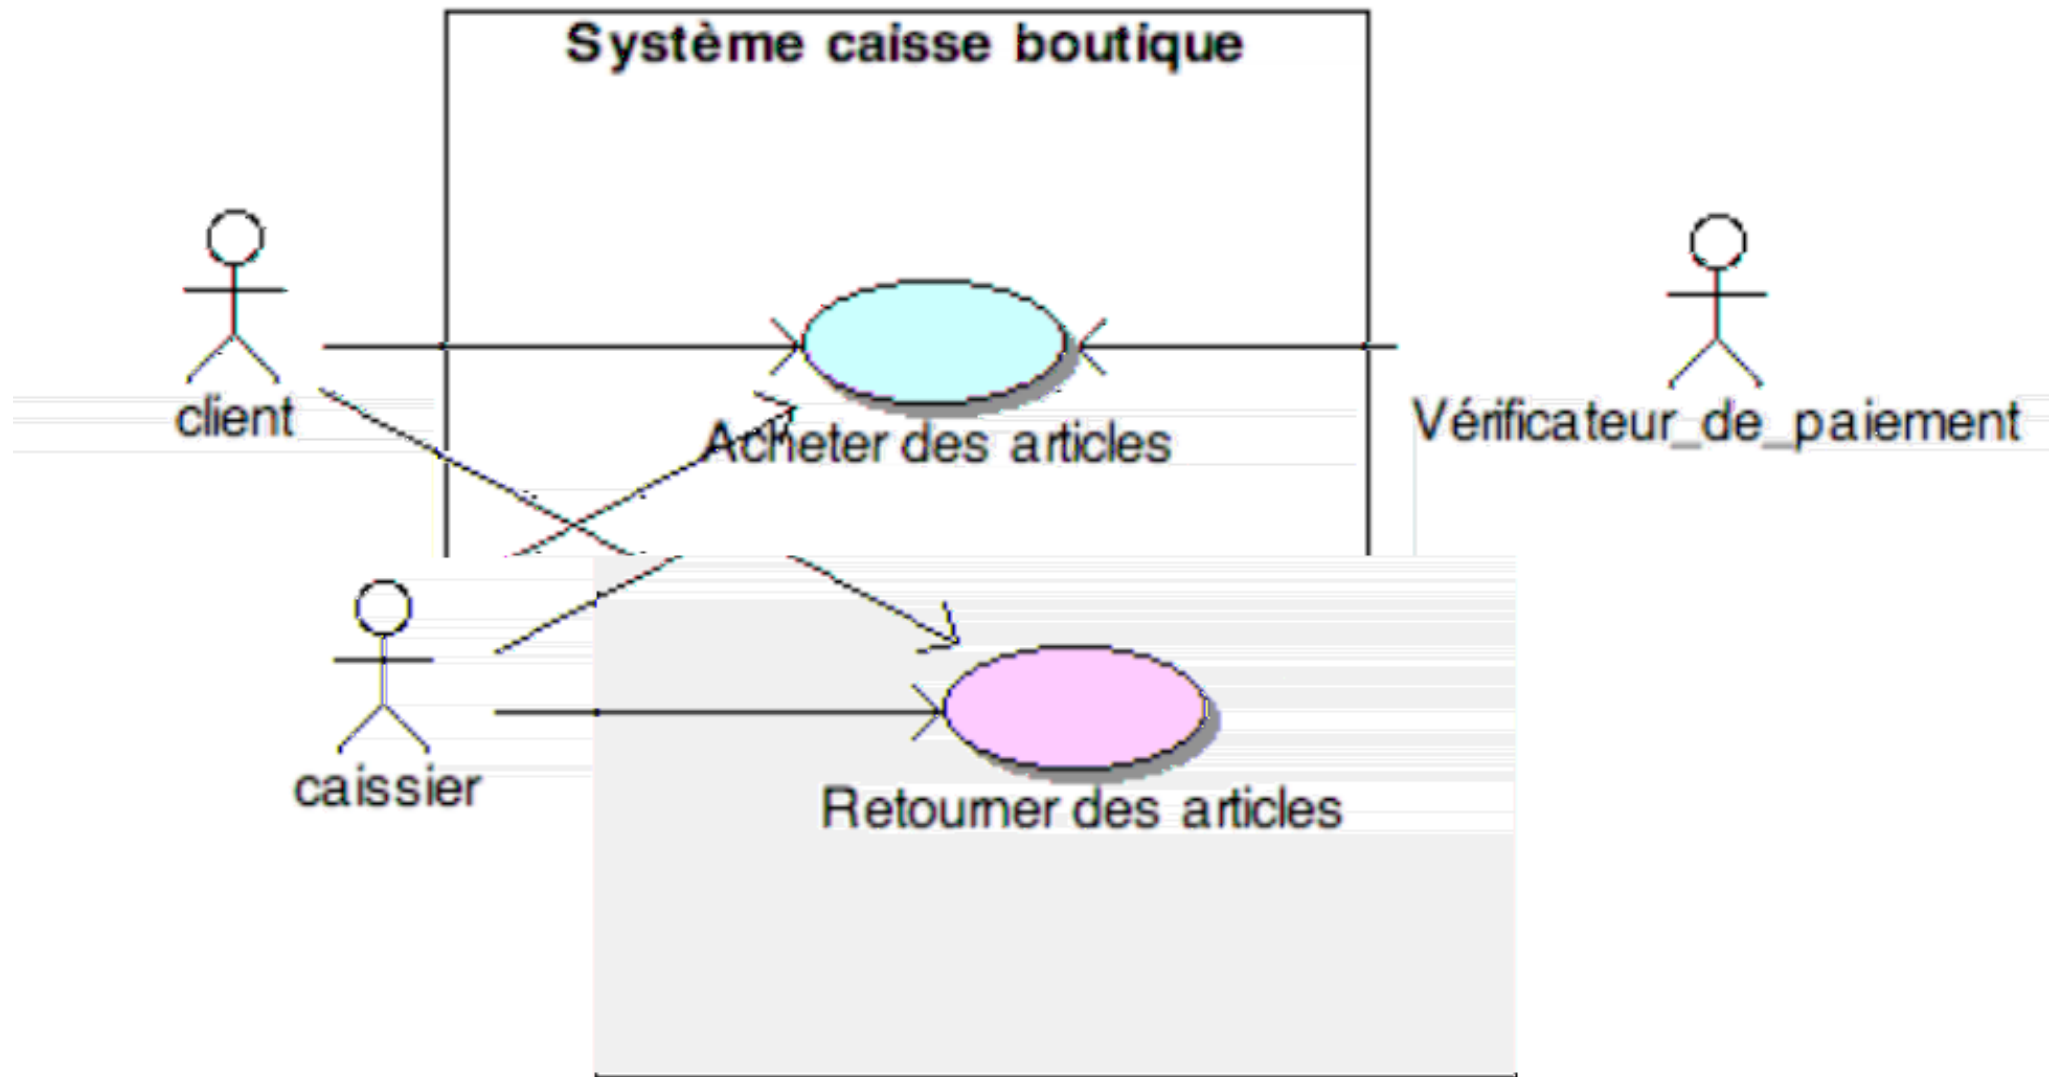 Système caisse boutique
client
Vérificateur_de_paiement
Acheter des articles
caissier
Retourner des articles